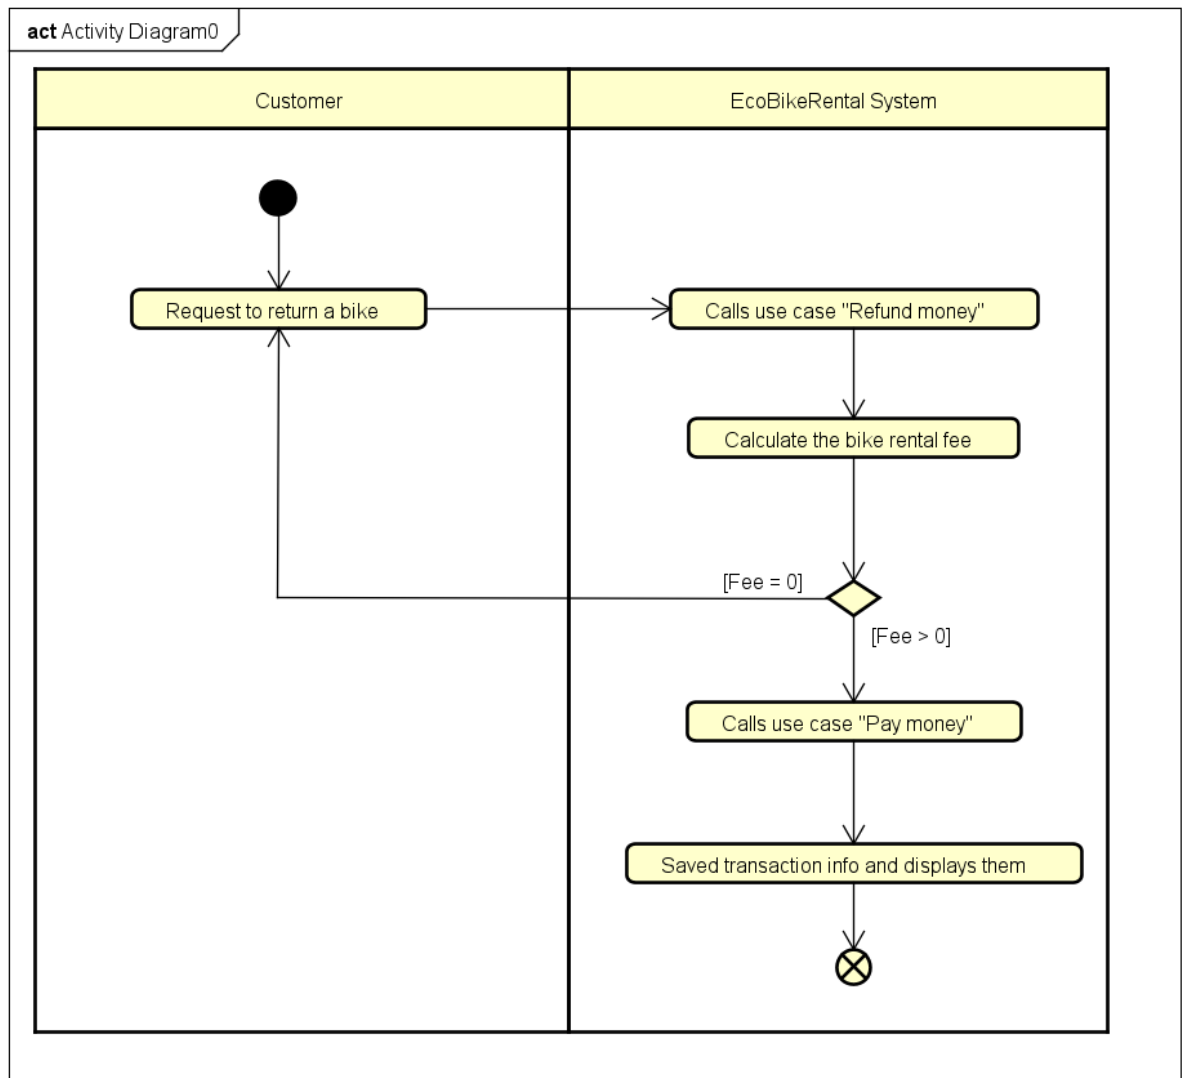 act Activity Diagram0
Customer
EcoBikeRental System
Request to return a bike
Calls use case "Refund money"
Calculate the bike rental fee
[Fee = 0]
[Fee > 0]
Calls use case "Pay money"
Saved transaction info and displays them